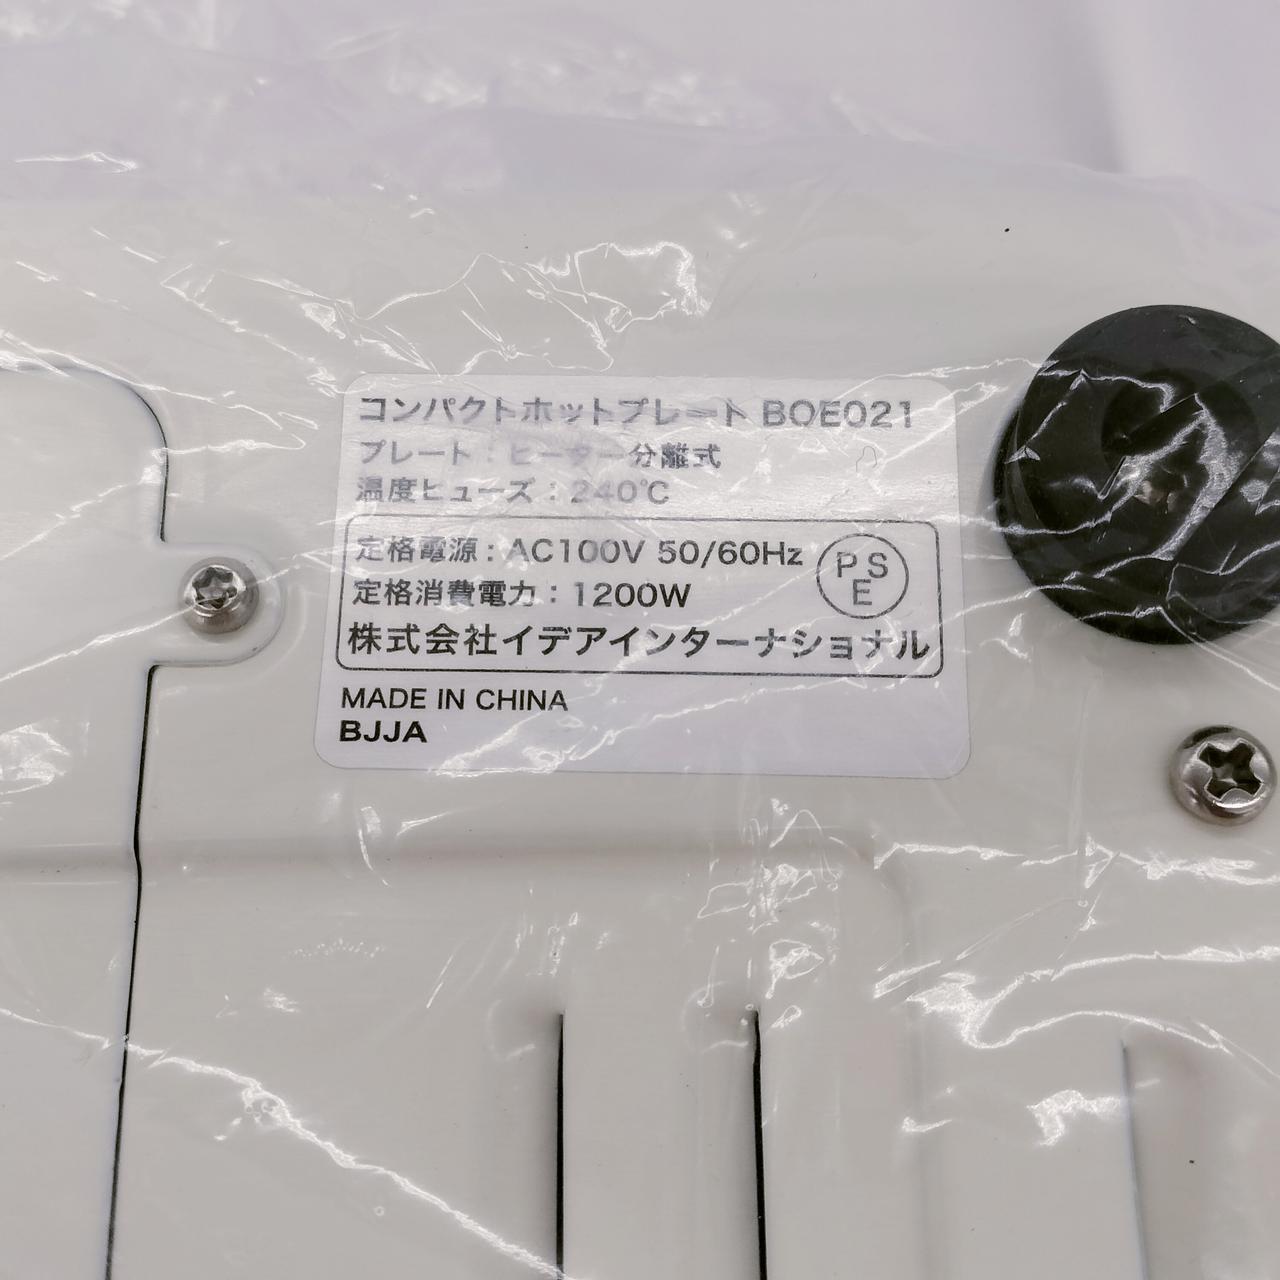 コンパクトホットプレート BOE021
プレート：ヒーター分離式
温度ヒューズ：240℃
定格電源：AC100V 50/60Hz
定格消費電力：1200W
PSE
株式会社イデアインターナショナル
MADE IN CHINA
BJJA